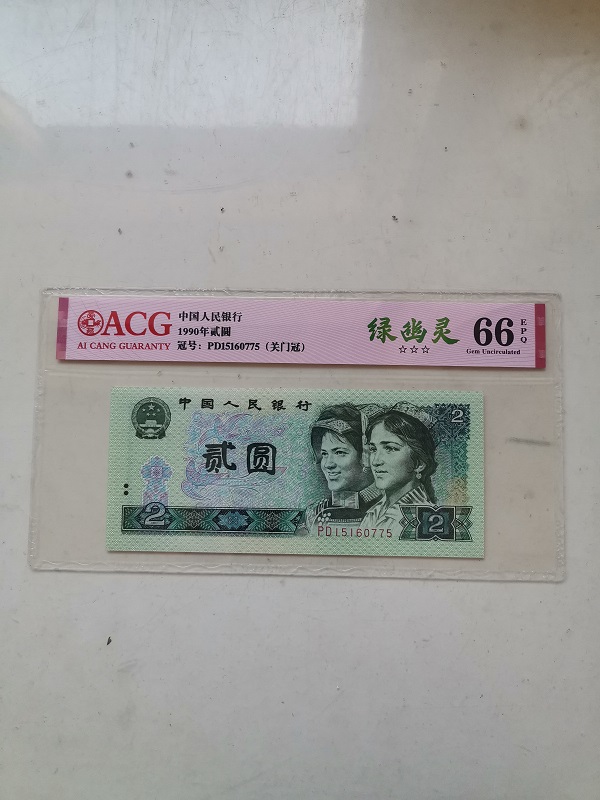 ACG
AI CANG GUARANTY
中国人民银行
1990年贰圆
冠号：PD15160775（关门冠）
绿幽灵
☆☆☆
66
EPQ
Gem Uncirculated
中国人民银行
2
贰圆
2
2
PD15160775